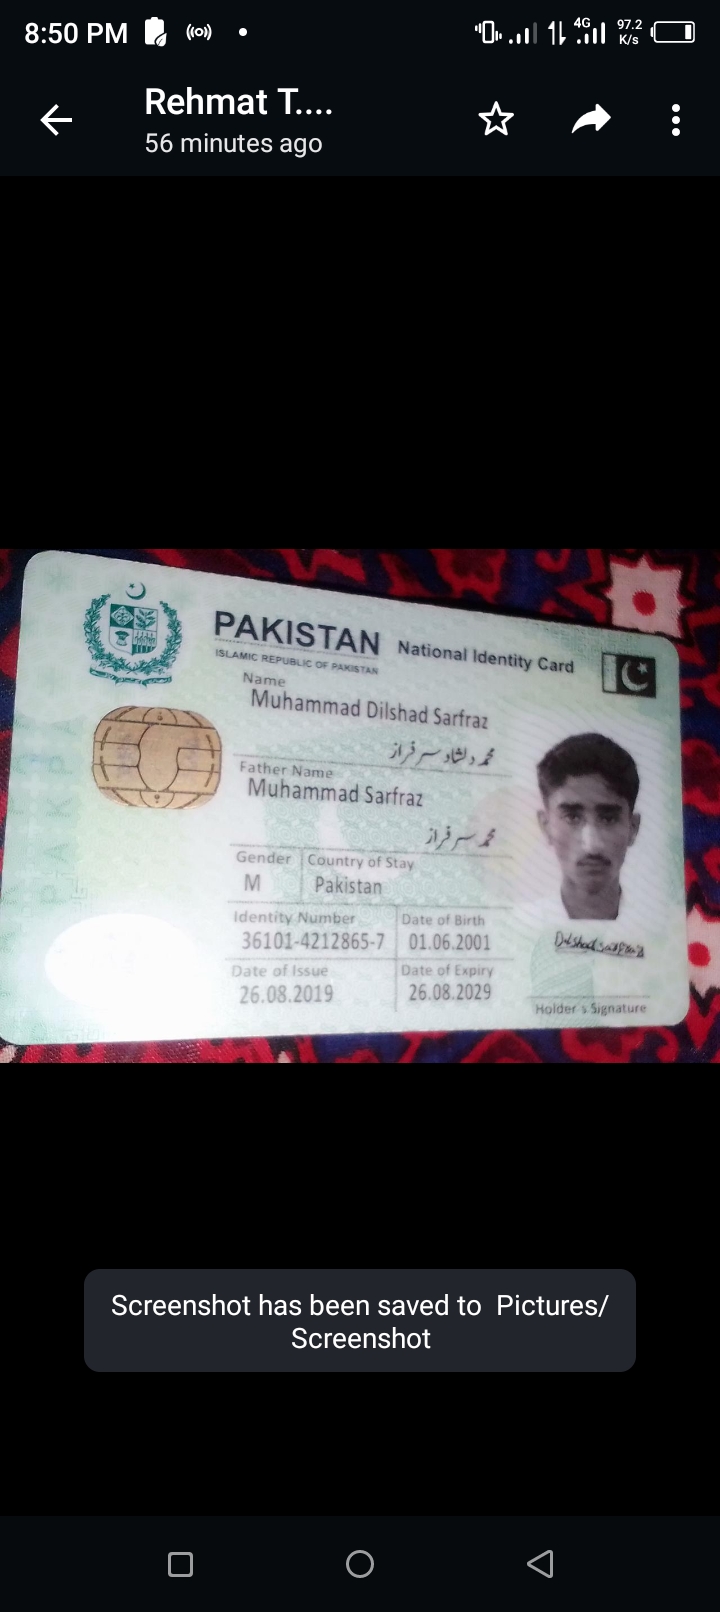 8:50 PM
4G
97.2
K/s
Rehmat T....
56 minutes ago
PAKISTAN National Identity Card
ISLAMIC REPUBLIC OF PAKISTAN
Name
Muhammad Dilshad Sarfraz
محمد دلشاد سرفراز
Father Name
Muhammad Sarfraz
محمد سرفراز
Gender Country of Stay
M Pakistan
Identity Number Date of Birth
36101-4212865-7 01.06.2001
Date of Issue Date of Expiry
26.08.2019 26.08.2029
Dilshad sarfraz
Holder's Signature
Screenshot has been saved to Pictures/
Screenshot